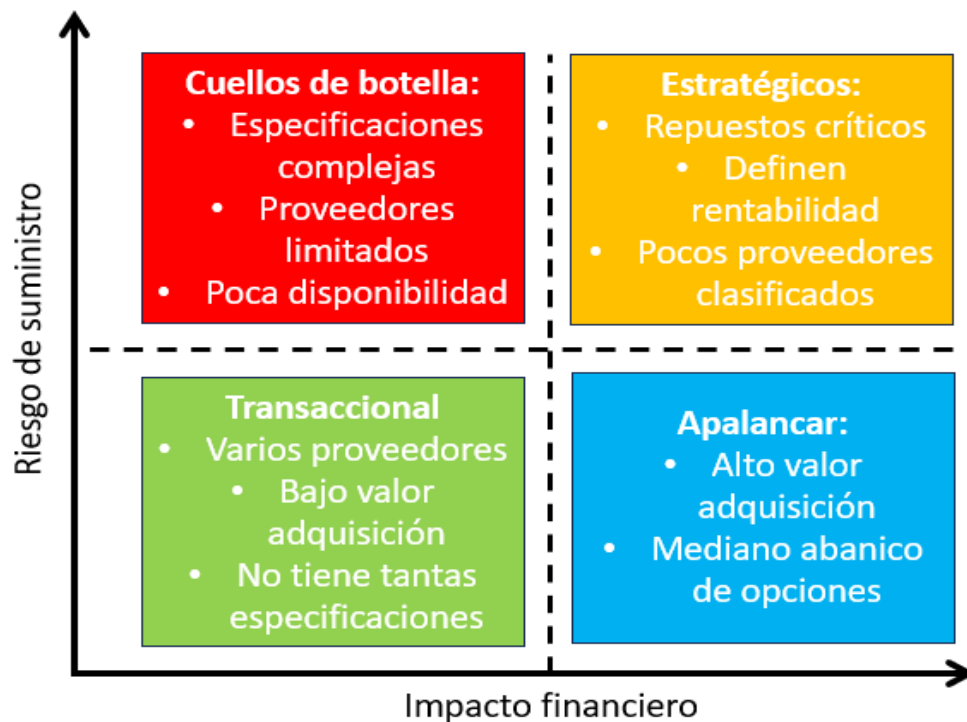 Riesgo de suministro
Cuellos de botella:
• Especificaciones
complejas
• Proveedores
limitados
• Poca disponibilidad
Estratégicos:
• Repuestos críticos
• Definen
rentabilidad
• Pocos proveedores
clasificados
Transaccional
• Varios proveedores
• Bajo valor
adquisición
• No tiene tantas
especificaciones
Apalancar:
• Alto valor
adquisición
• Mediano abanico
de opciones
Impacto financiero